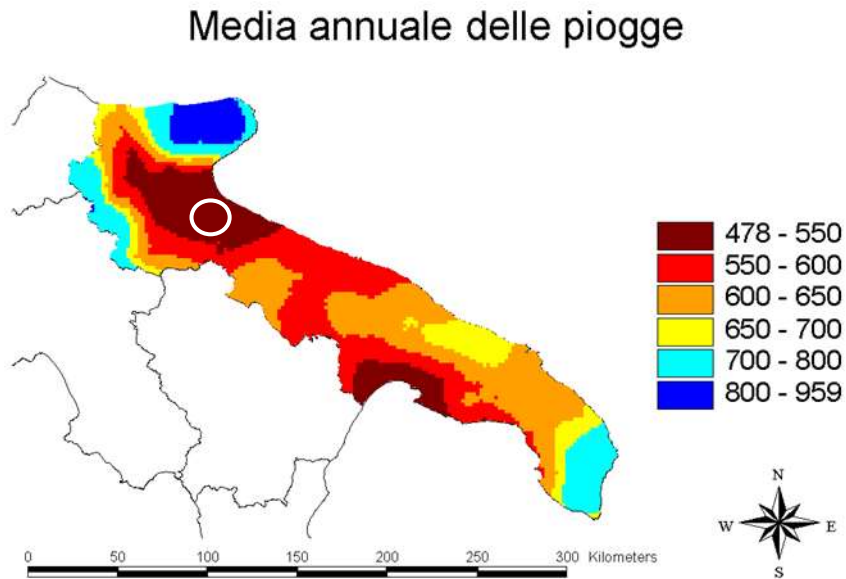 Media annuale delle piogge
478 - 550
550 - 600
600 - 650
650 - 700
700 - 800
800 - 959
N
W E
S
0 50 100 150 200 250 300 Kilometers